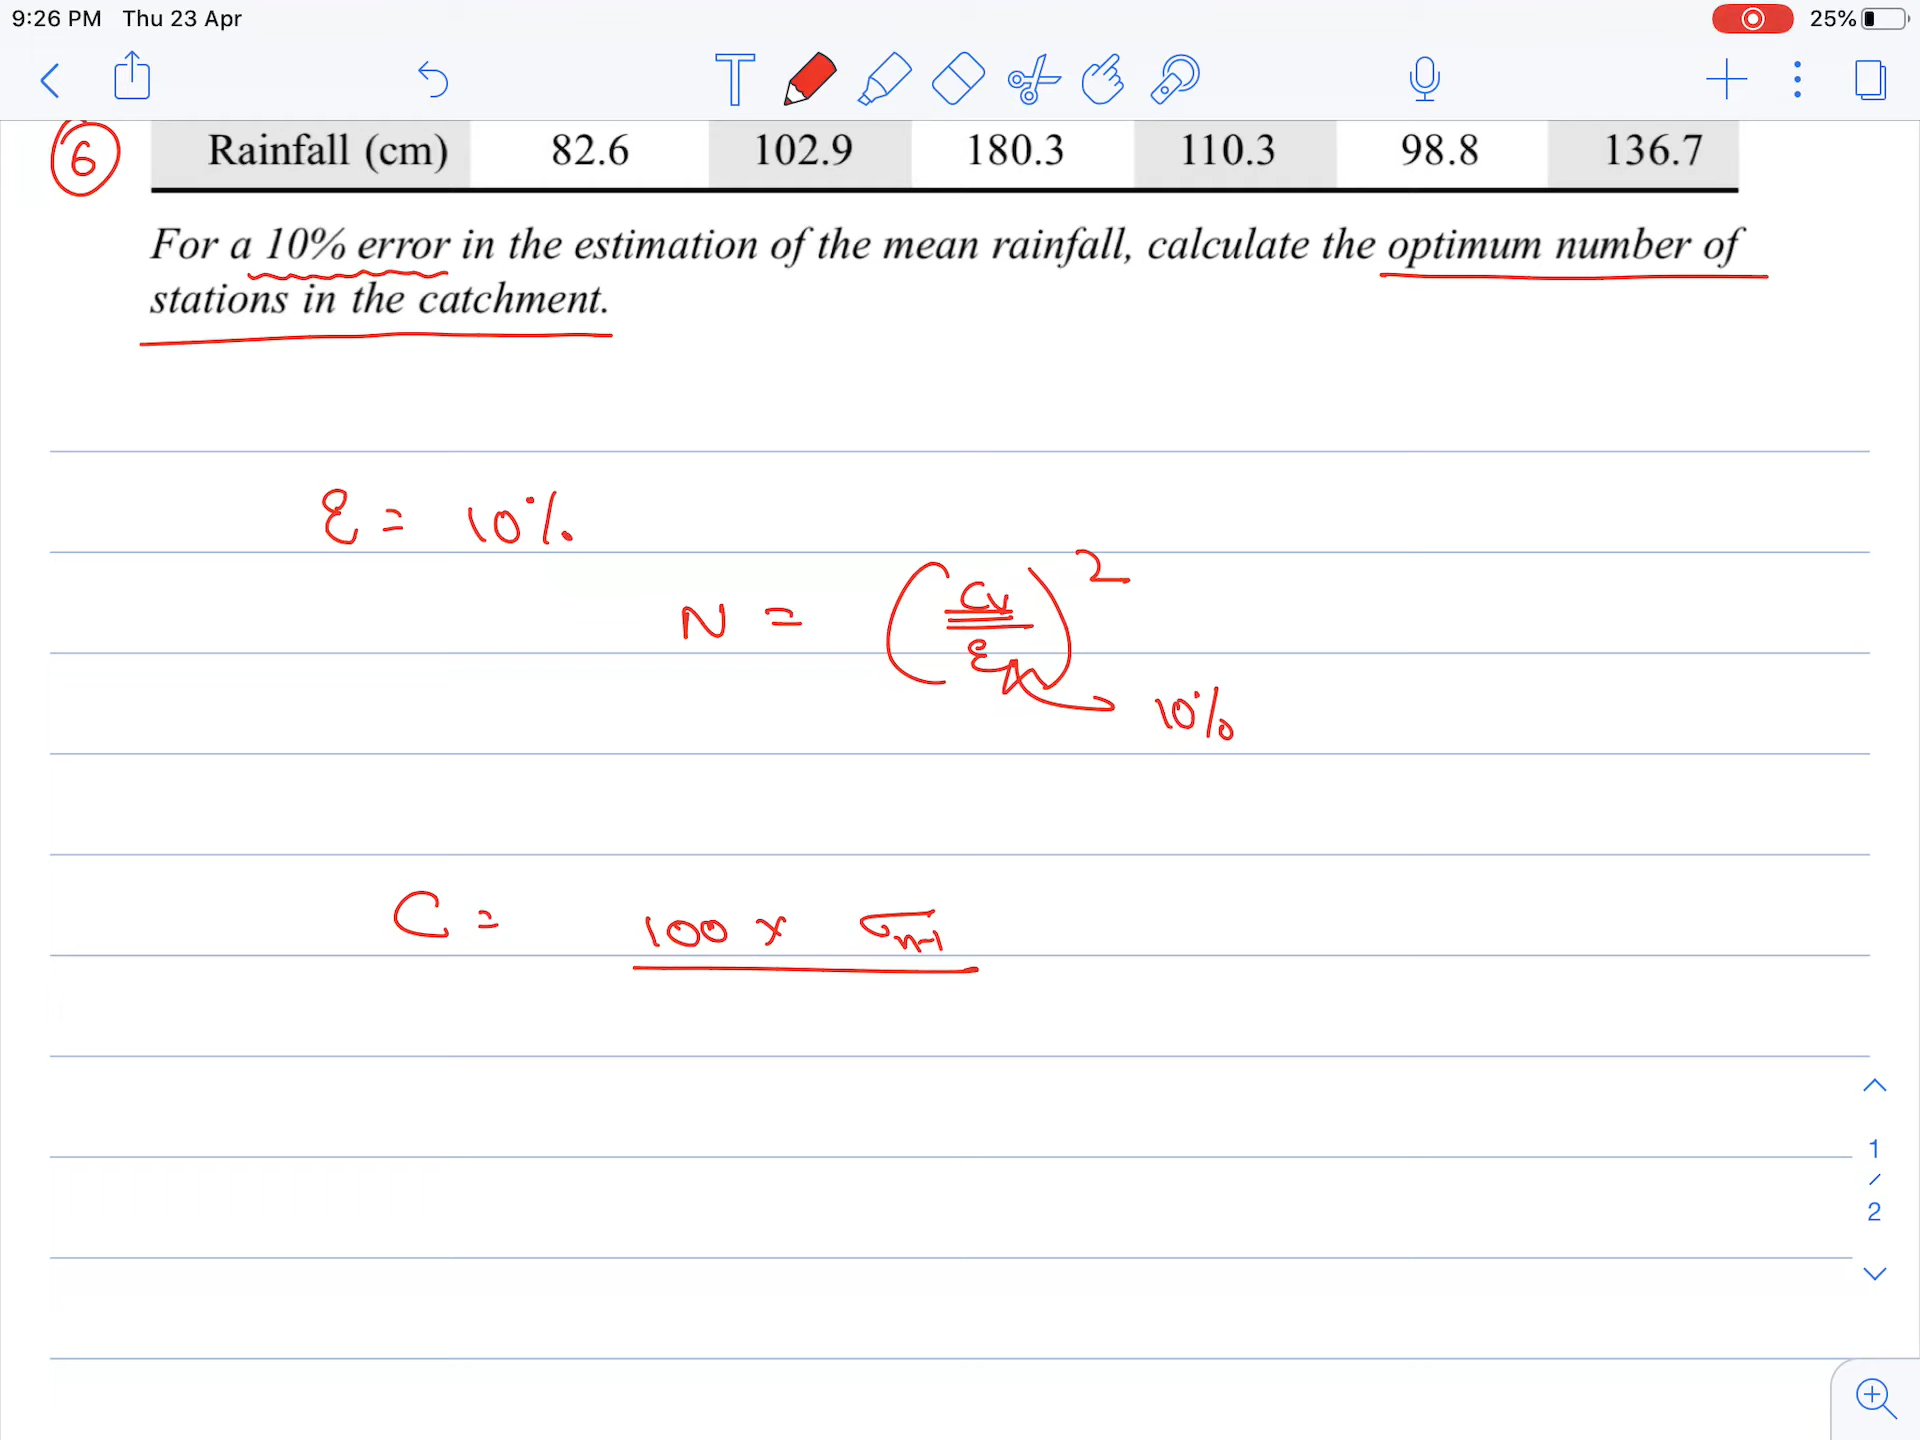 9:26 PM Thu 23 Apr 25%
6 Rainfall (cm) 82.6 102.9 180.3 110.3 98.8 136.7
For a 10% error in the estimation of the mean rainfall, calculate the optimum number of
stations in the catchment.
ε = 10%
N = (Cv/ε)²
10%
C = 100 × σn-1
1
/
2